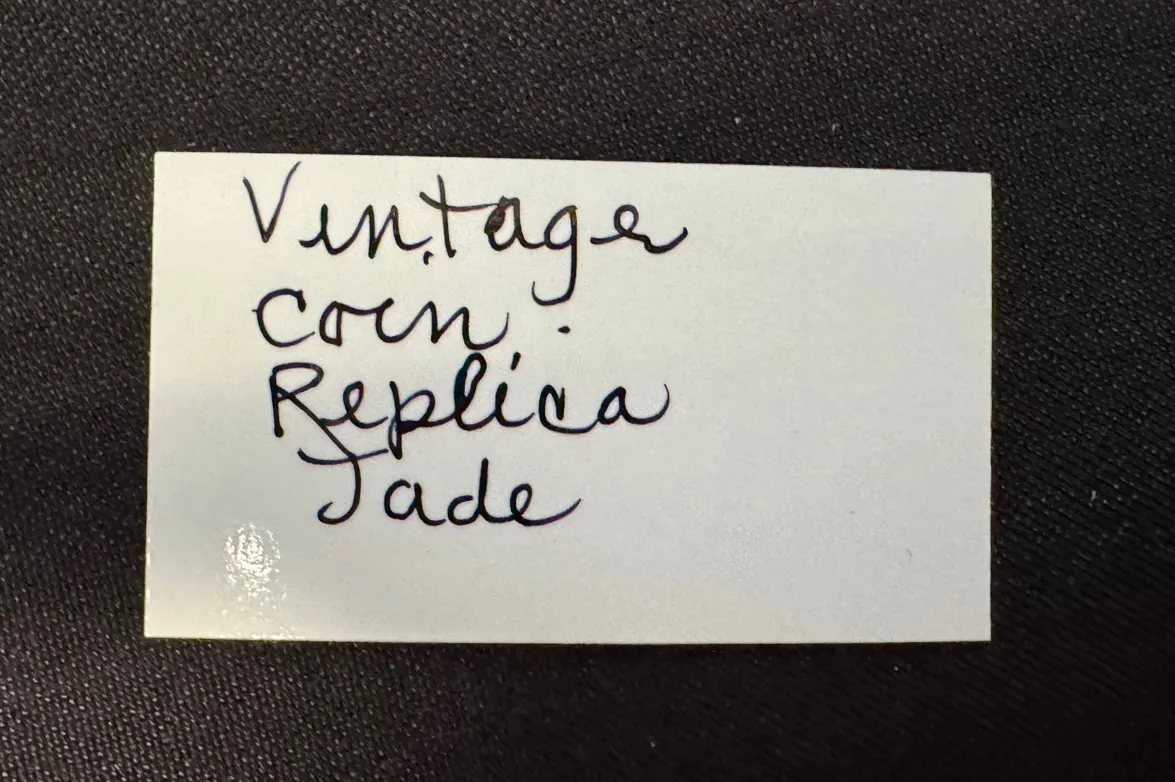 Vintage
Coin.
Replica
Jade